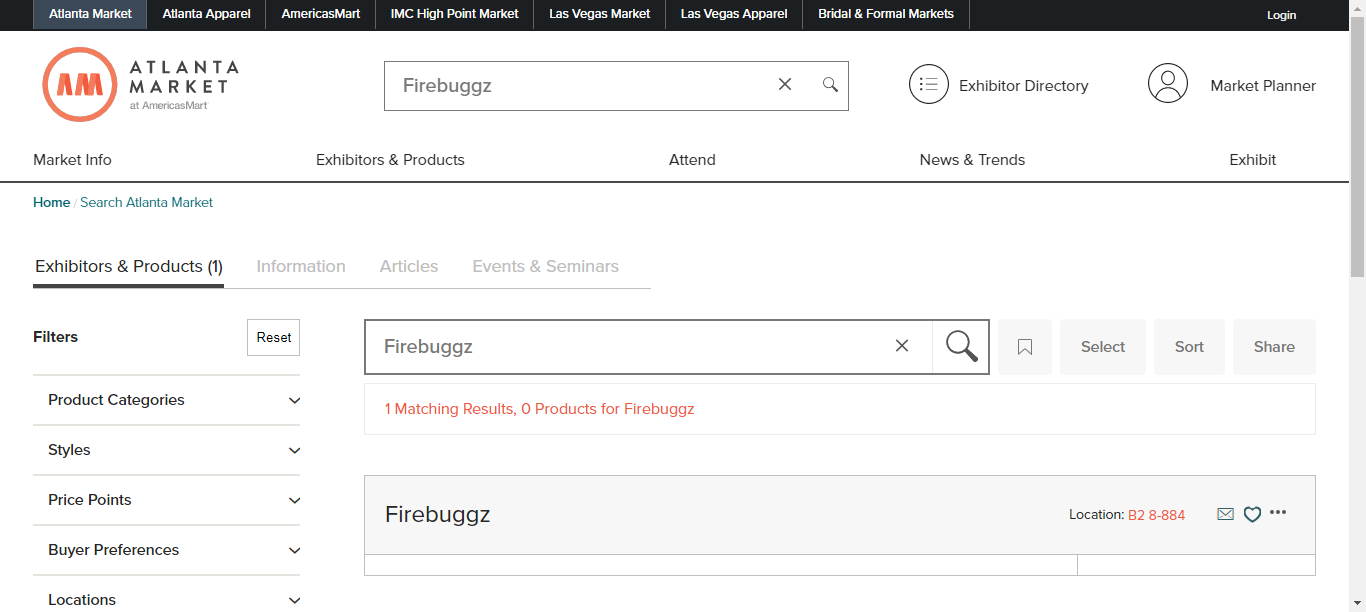 Atlanta Market Atlanta Apparel AmericasMart IMC High Point Market Las Vegas Market Las Vegas Apparel Bridal & Formal Markets Login
AM ATLANTA
MARKET
at AmericasMart
Firebuggz
Exhibitor Directory
Market Planner
Market Info Exhibitors & Products Attend News & Trends Exhibit
Home / Search Atlanta Market
Exhibitors & Products (1) Information Articles Events & Seminars
Filters Reset
Firebuggz
Select Sort Share
Product Categories
1 Matching Results, 0 Products for Firebuggz
Styles
Price Points
Firebuggz Location: B2 8-884
Buyer Preferences
Locations